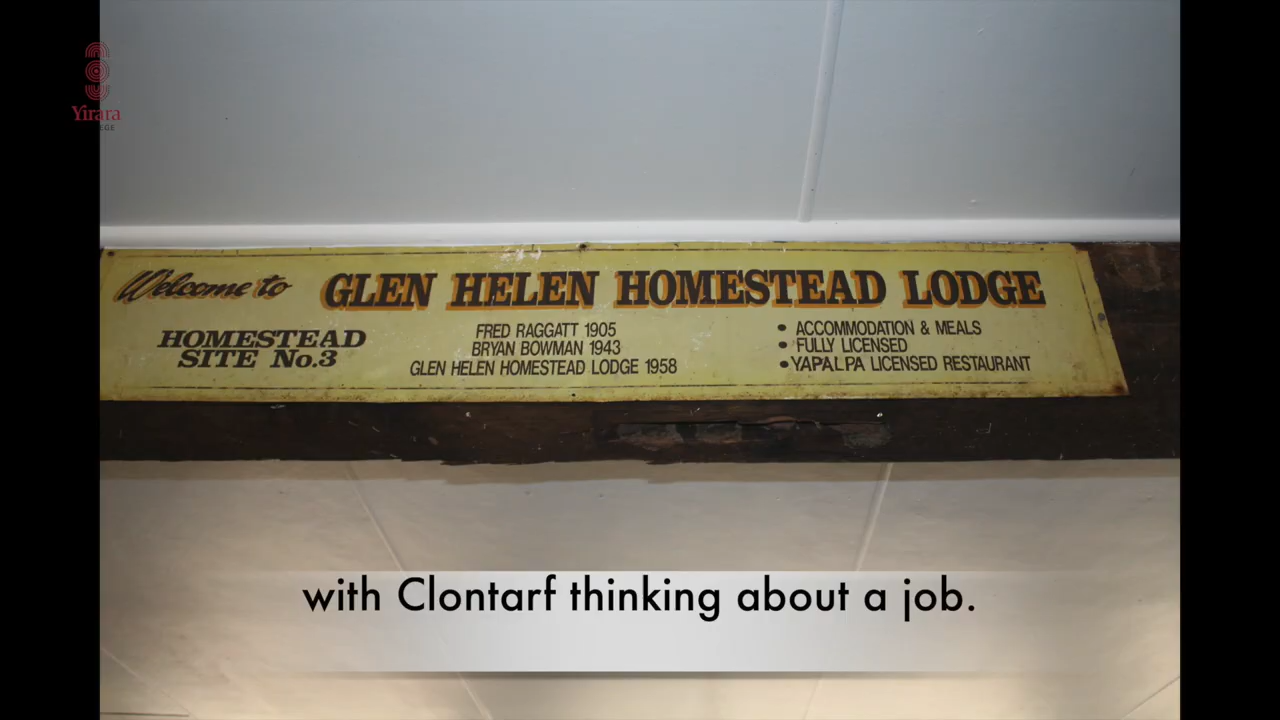 Yirara
Welcome to GLEN HELEN HOMESTEAD LODGE
HOMESTEAD
SITE No.3
FRED RAGGATT 1905
BRYAN BOWMAN 1943
GLEN HELEN HOMESTEAD LODGE 1958
• ACCOMMODATION & MEALS
• FULLY LICENSED
• YAPALPA LICENSED RESTAURANT
with Clontarf thinking about a job.